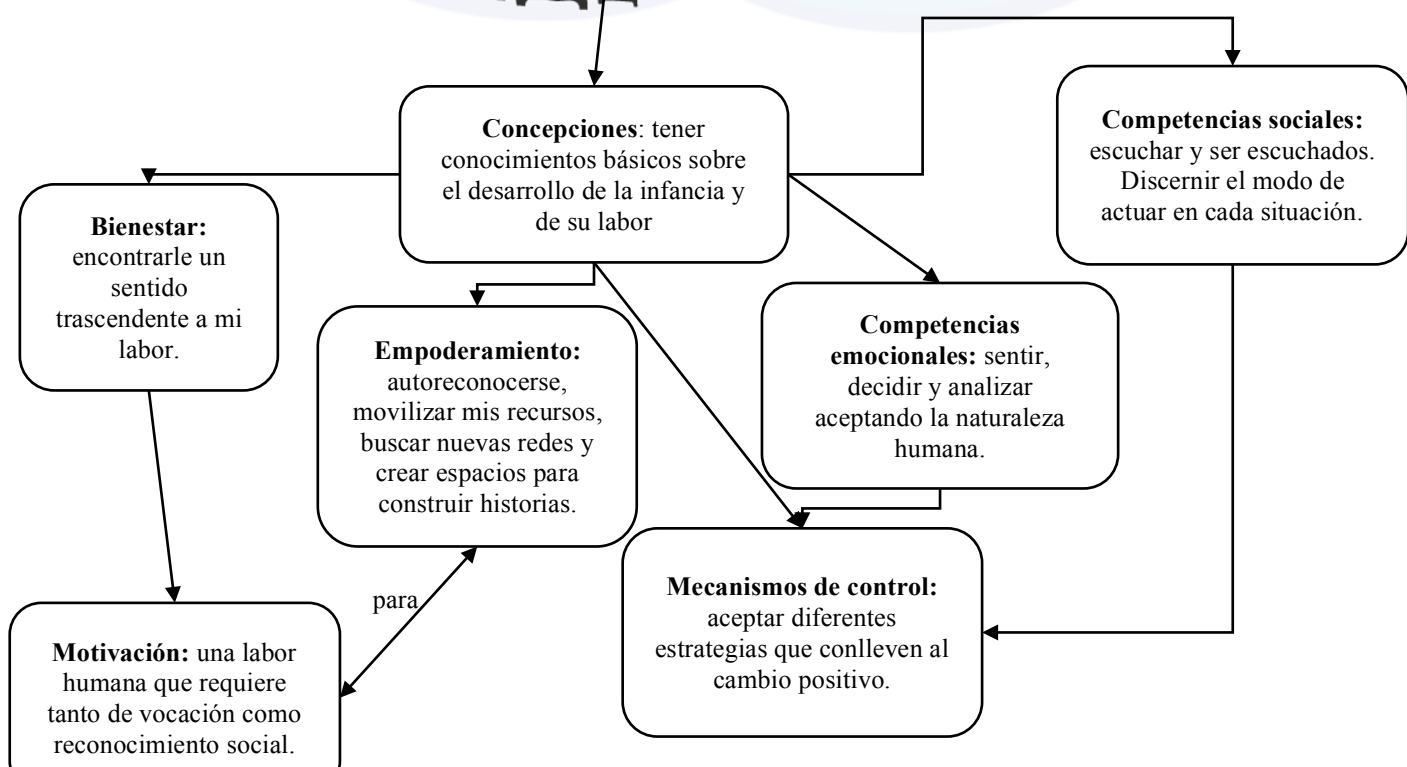 Concepciones: tener
conocimientos básicos sobre
el desarrollo de la infancia y
de su labor
Competencias sociales:
escuchar y ser escuchados.
Discernir el modo de
actuar en cada situación.
Bienestar:
encontrarle un
sentido
trascendente a mi
labor.
Empoderamiento:
autoreconocerse,
movilizar mis recursos,
buscar nuevas redes y
crear espacios para
construir historias.
Competencias
emocionales: sentir,
decidir y analizar
aceptando la naturaleza
humana.
para
Motivación: una labor
humana que requiere
tanto de vocación como
reconocimiento social.
Mecanismos de control:
aceptar diferentes
estrategias que conlleven al
cambio positivo.